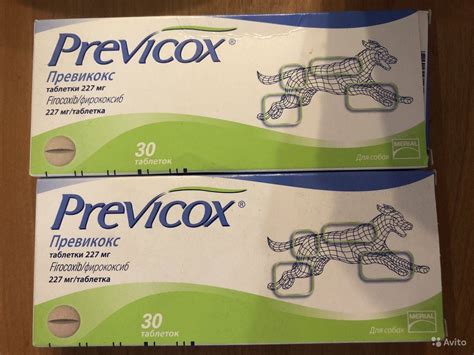 Previcox®
Превикокс
таблетки 227 мг
Firocoxib/фирококсиб
227 мг/таблетка
30
таблеток
Для собак
MERIAL
Previcox®
Превикокс
таблетки 227 мг
Firocoxib/фирококсиб
227 мг/таблетка
30
таблеток
Для собак
MERIAL
Avito